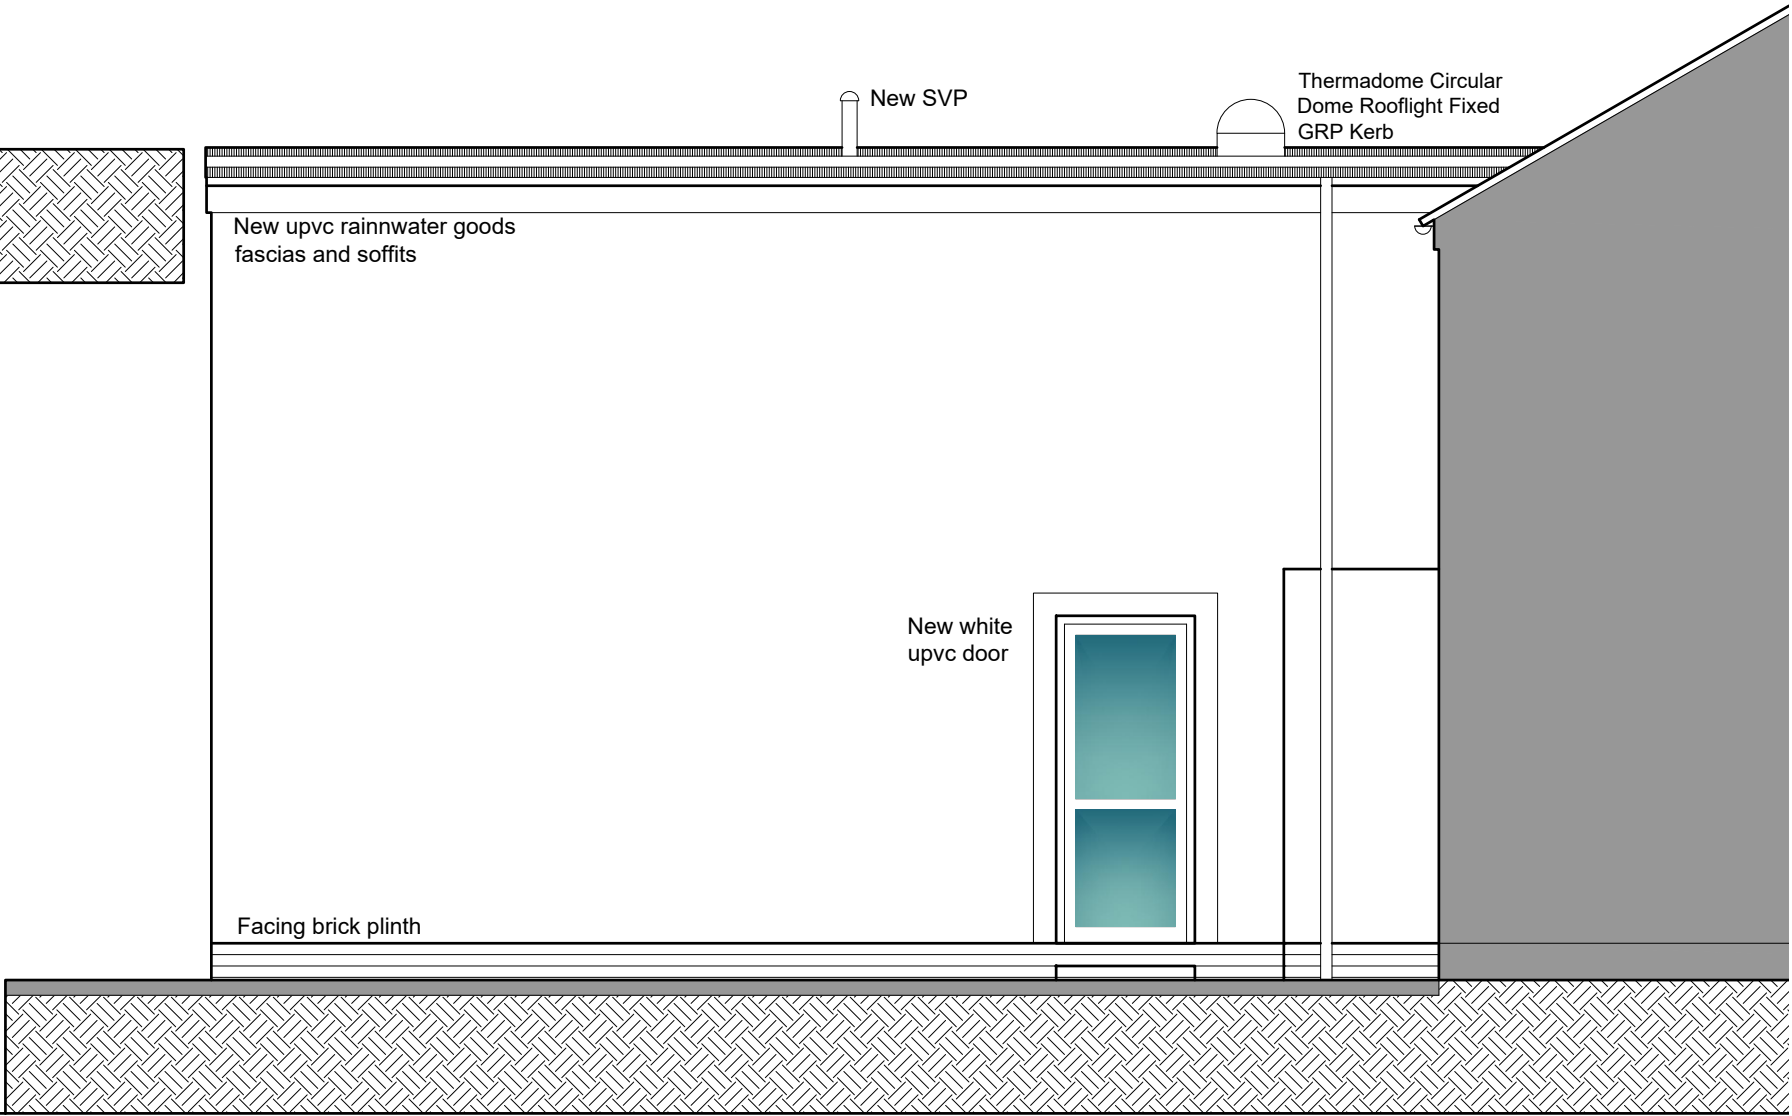 New SVP
Thermadome Circular
Dome Rooflight Fixed
GRP Kerb
New upvc rainnwater goods
fascias and soffits
New white
upvc door
Facing brick plinth